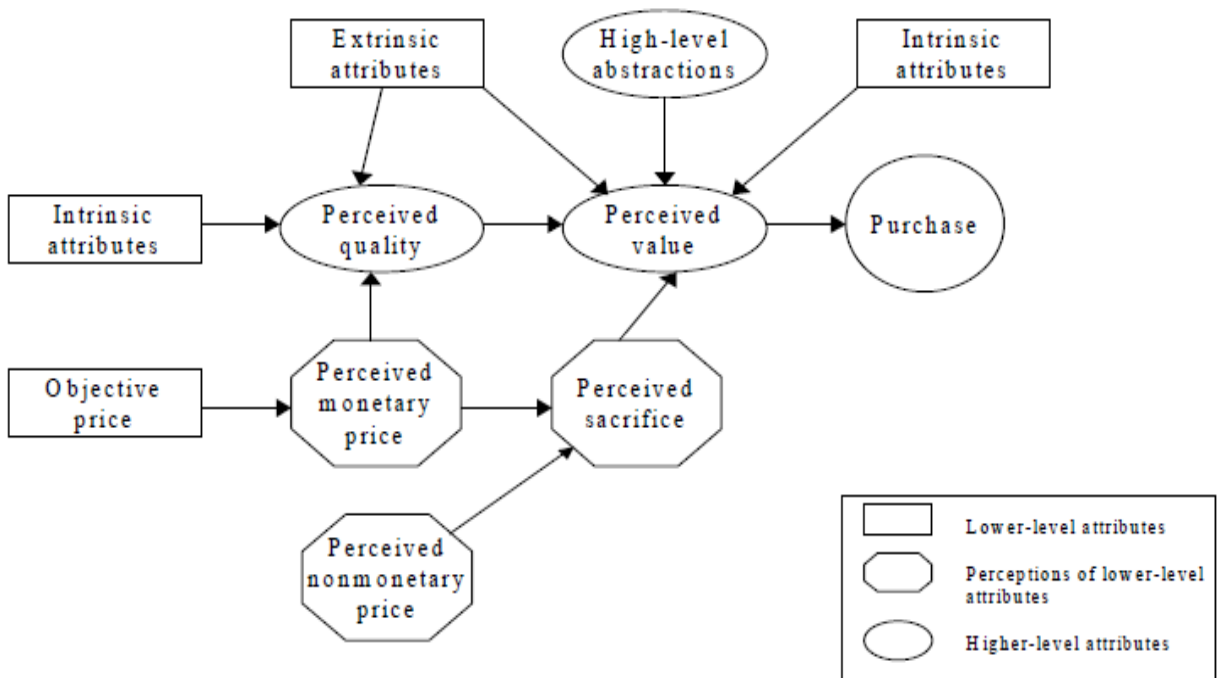 Extrinsic
attributes
High-level
abstractions
Intrinsic
attributes
Intrinsic
attributes
Perceived
quality
Perceived
value
Purchase
Objective
price
Perceived
monetary
price
Perceived
sacrifice
Perceived
nonmonetary
price
Lower-level attributes
Perceptions of lower-level
attributes
Higher-level attributes